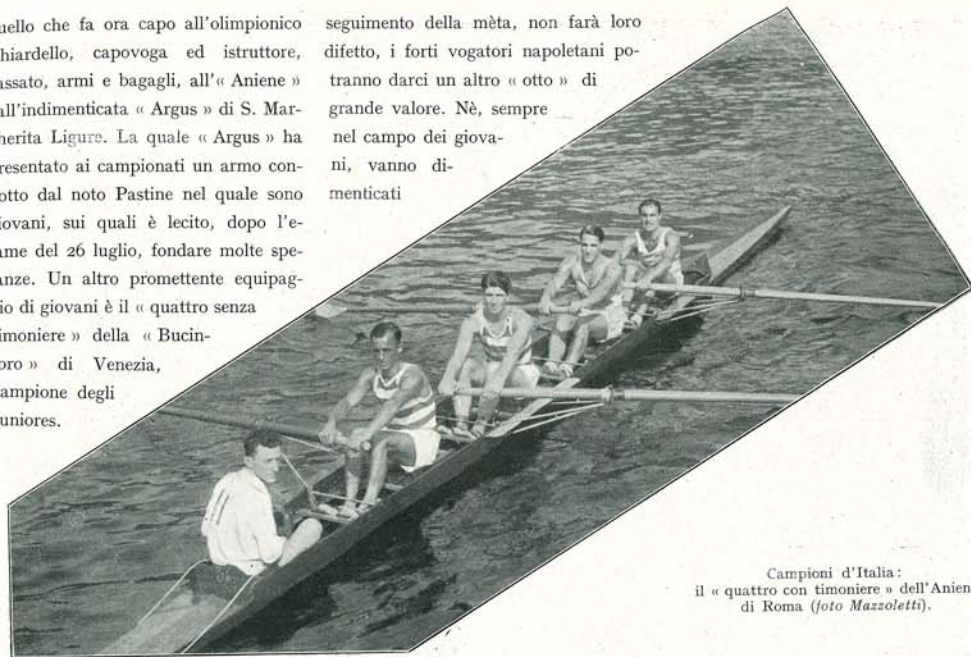 uello che fa ora capo all'olimpionico
hiardello, capovoga ed istruttore,
assato, armi e bagagli, all'« Aniene »
all'indimenticata « Argus » di S. Mar-
herita Ligure. La quale « Argus » ha
resentato ai campionati un armo con-
otto dal noto Pastine nel quale sono
iovani, sui quali è lecito, dopo l'e-
ame del 26 luglio, fondare molte spe-
anze. Un altro promettente equipag-
io di giovani è il « quattro senza
imoniere » della « Bucin-
oro » di Venezia,
ampione degli
uniores.
seguimento della mèta, non farà loro
difetto, i forti vogatori napoletani po-
tranno darci un altro « otto » di
grande valore. Nè, sempre
nel campo dei giova-
ni, vanno di-
menticati
Campioni d'Italia:
il « quattro con timoniere » dell'Anien
di Roma (foto Mazzoletti).